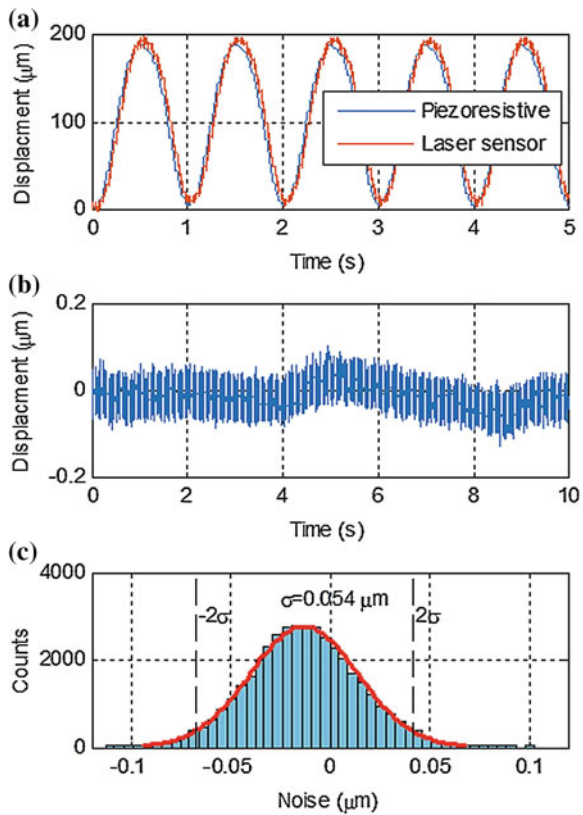 (a)
200
100
0
Displacment (μm)
Piezoresistive
Laser sensor
0 1 2 3 4 5
Time (s)
(b)
0.2
0
-0.2
Displacment (μm)
0 2 4 6 8 10
Time (s)
(c)
4000
2000
0
Counts
-2σ
σ=0.054 μm
2σ
-0.1 -0.05 0 0.05 0.1
Noise (μm)